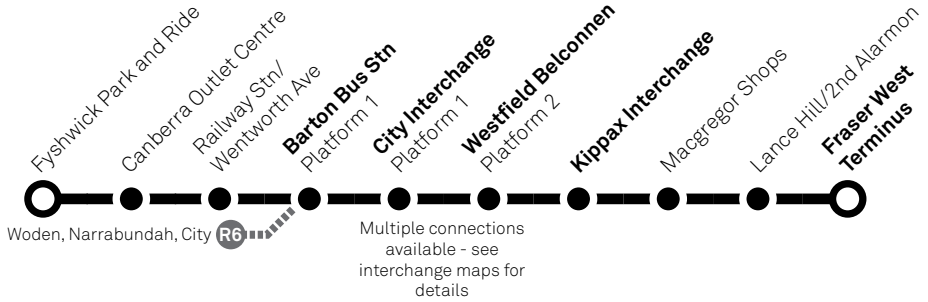 Fyshwick Park and Ride
Canberra Outlet Centre
Railway Stn/
Wentworth Ave
Barton Bus Stn
Platform 1
City Interchange
Platform 1
Westfield Belconnen
Platform 2
Kippax Interchange
Macgregor Shops
Lance Hill/2nd Alarmon
Fraser West
Terminus
Woden, Narrabundah, City R6
Multiple connections
available - see
interchange maps for
details